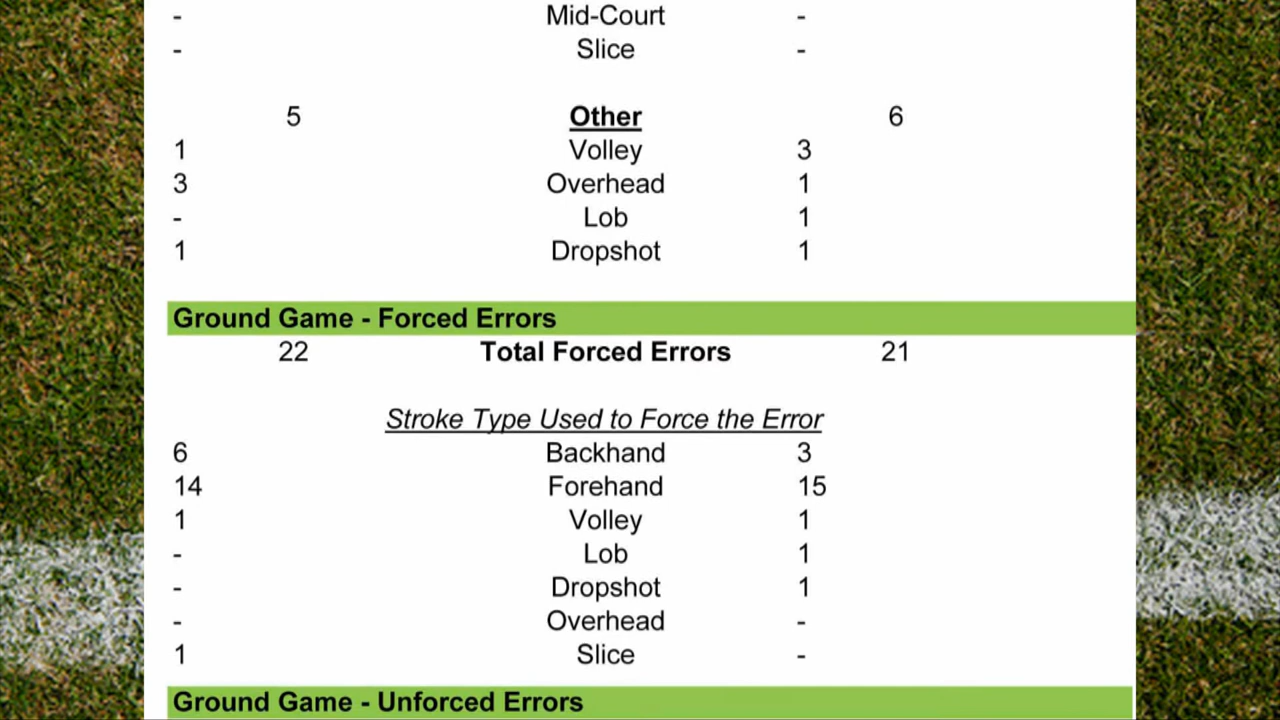 - Mid-Court -
- Slice -
5 Other 6
1 Volley 3
3 Overhead 1
- Lob 1
1 Dropshot 1
Ground Game - Forced Errors
22 Total Forced Errors 21
Stroke Type Used to Force the Error
6 Backhand 3
14 Forehand 15
1 Volley 1
- Lob 1
- Dropshot 1
- Overhead -
1 Slice -
Ground Game - Unforced Errors